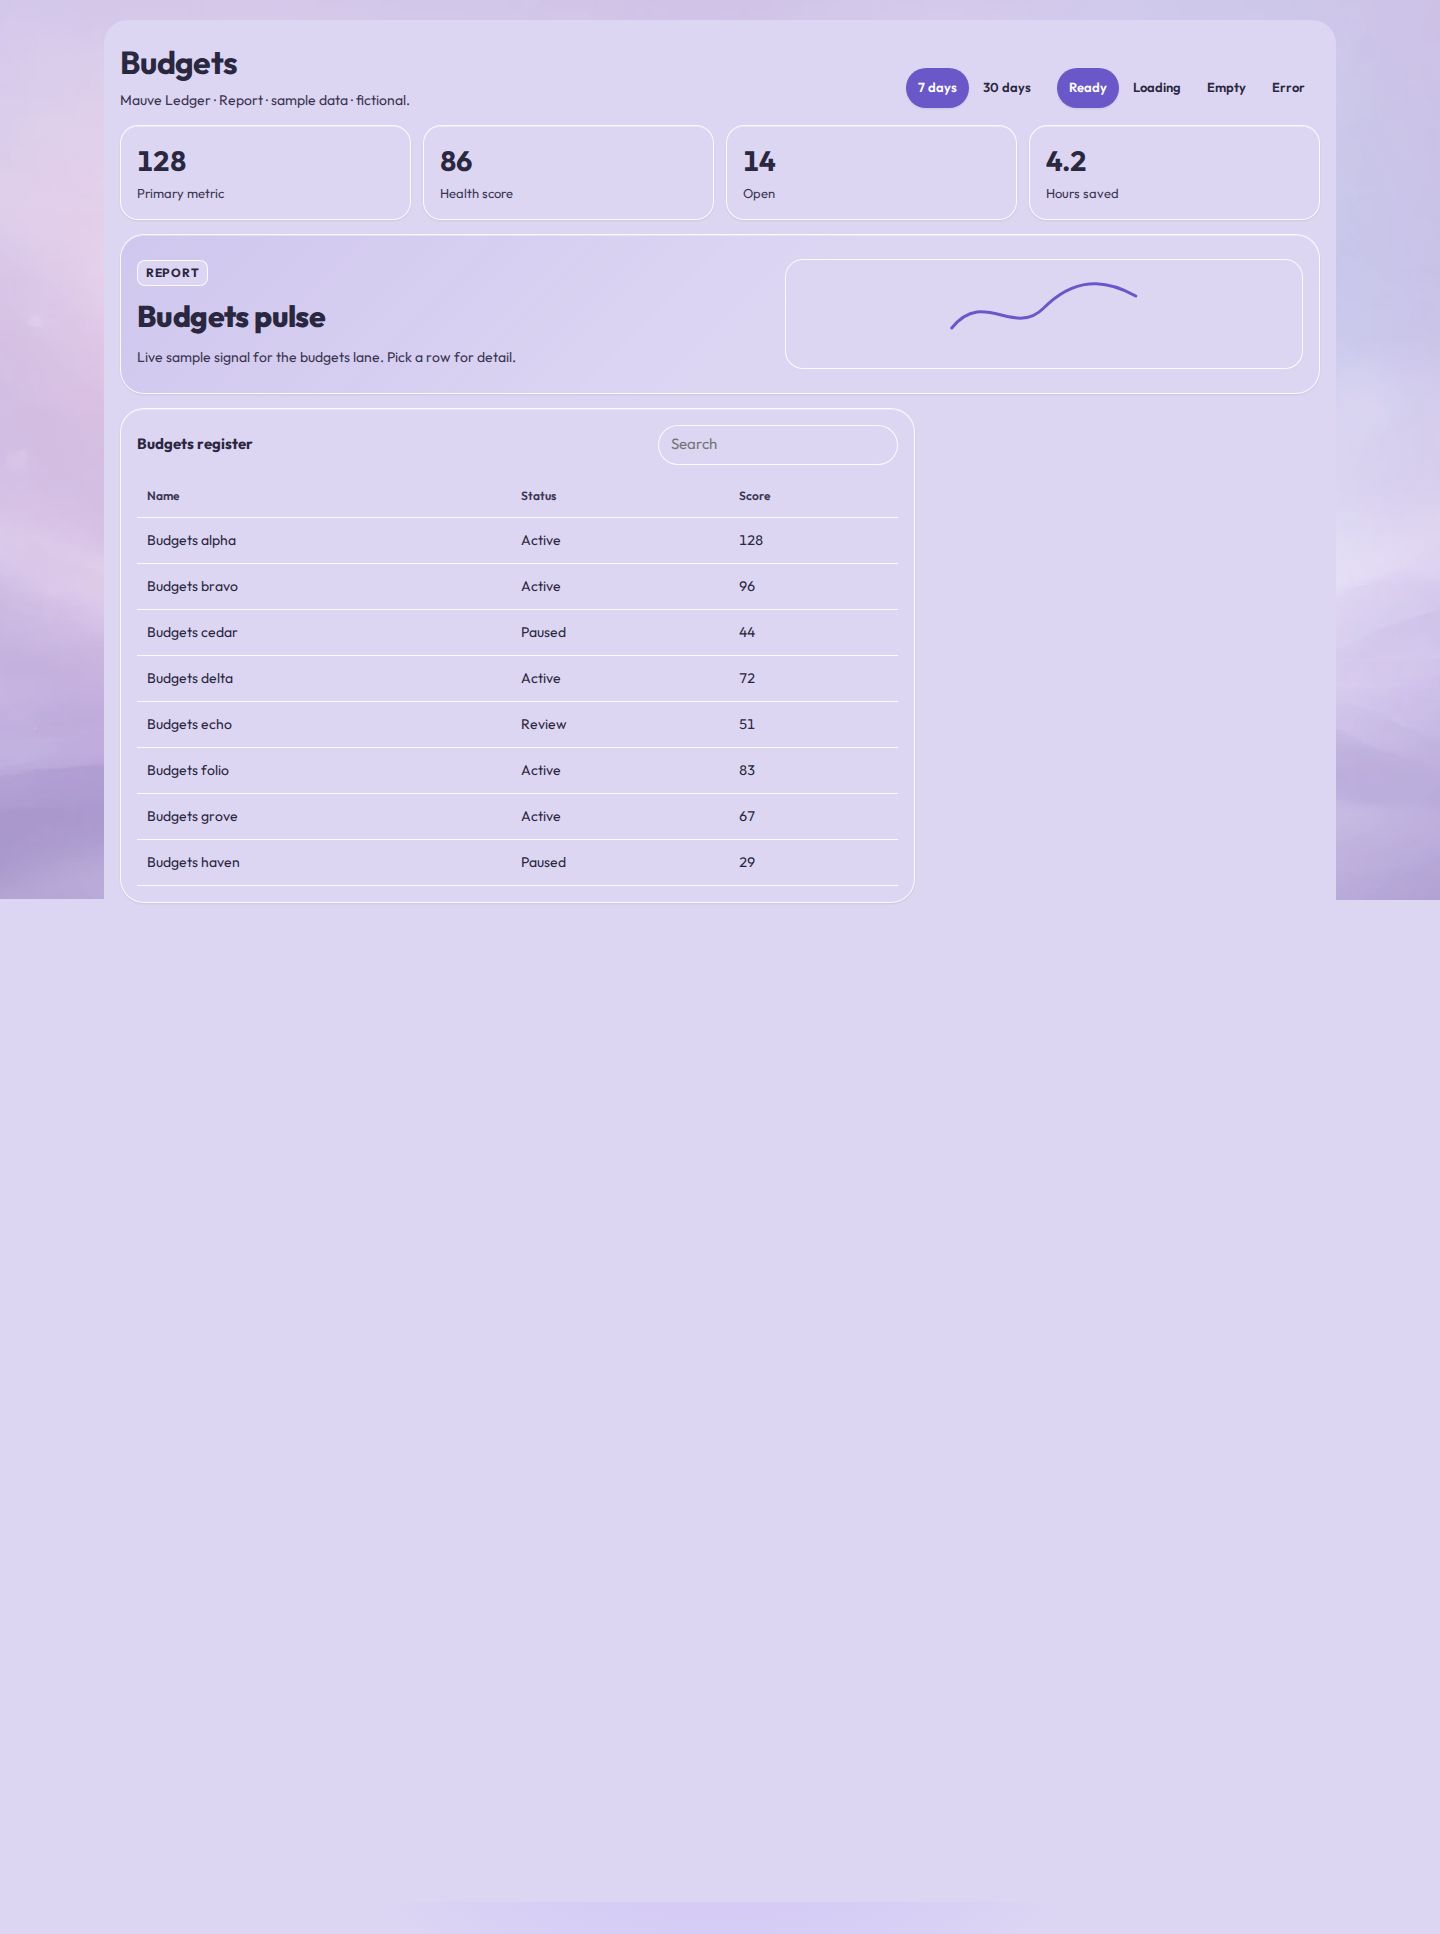 Budgets
Mauve Ledger · Report · sample data · fictional.
7 days 30 days Ready Loading Empty Error
128 86 14 4.2
Primary metric Health score Open Hours saved
REPORT
Budgets pulse
Live sample signal for the budgets lane. Pick a row for detail.
Budgets register Search
Name Status Score
Budgets alpha Active 128
Budgets bravo Active 96
Budgets cedar Paused 44
Budgets delta Active 72
Budgets echo Review 51
Budgets folio Active 83
Budgets grove Active 67
Budgets haven Paused 29